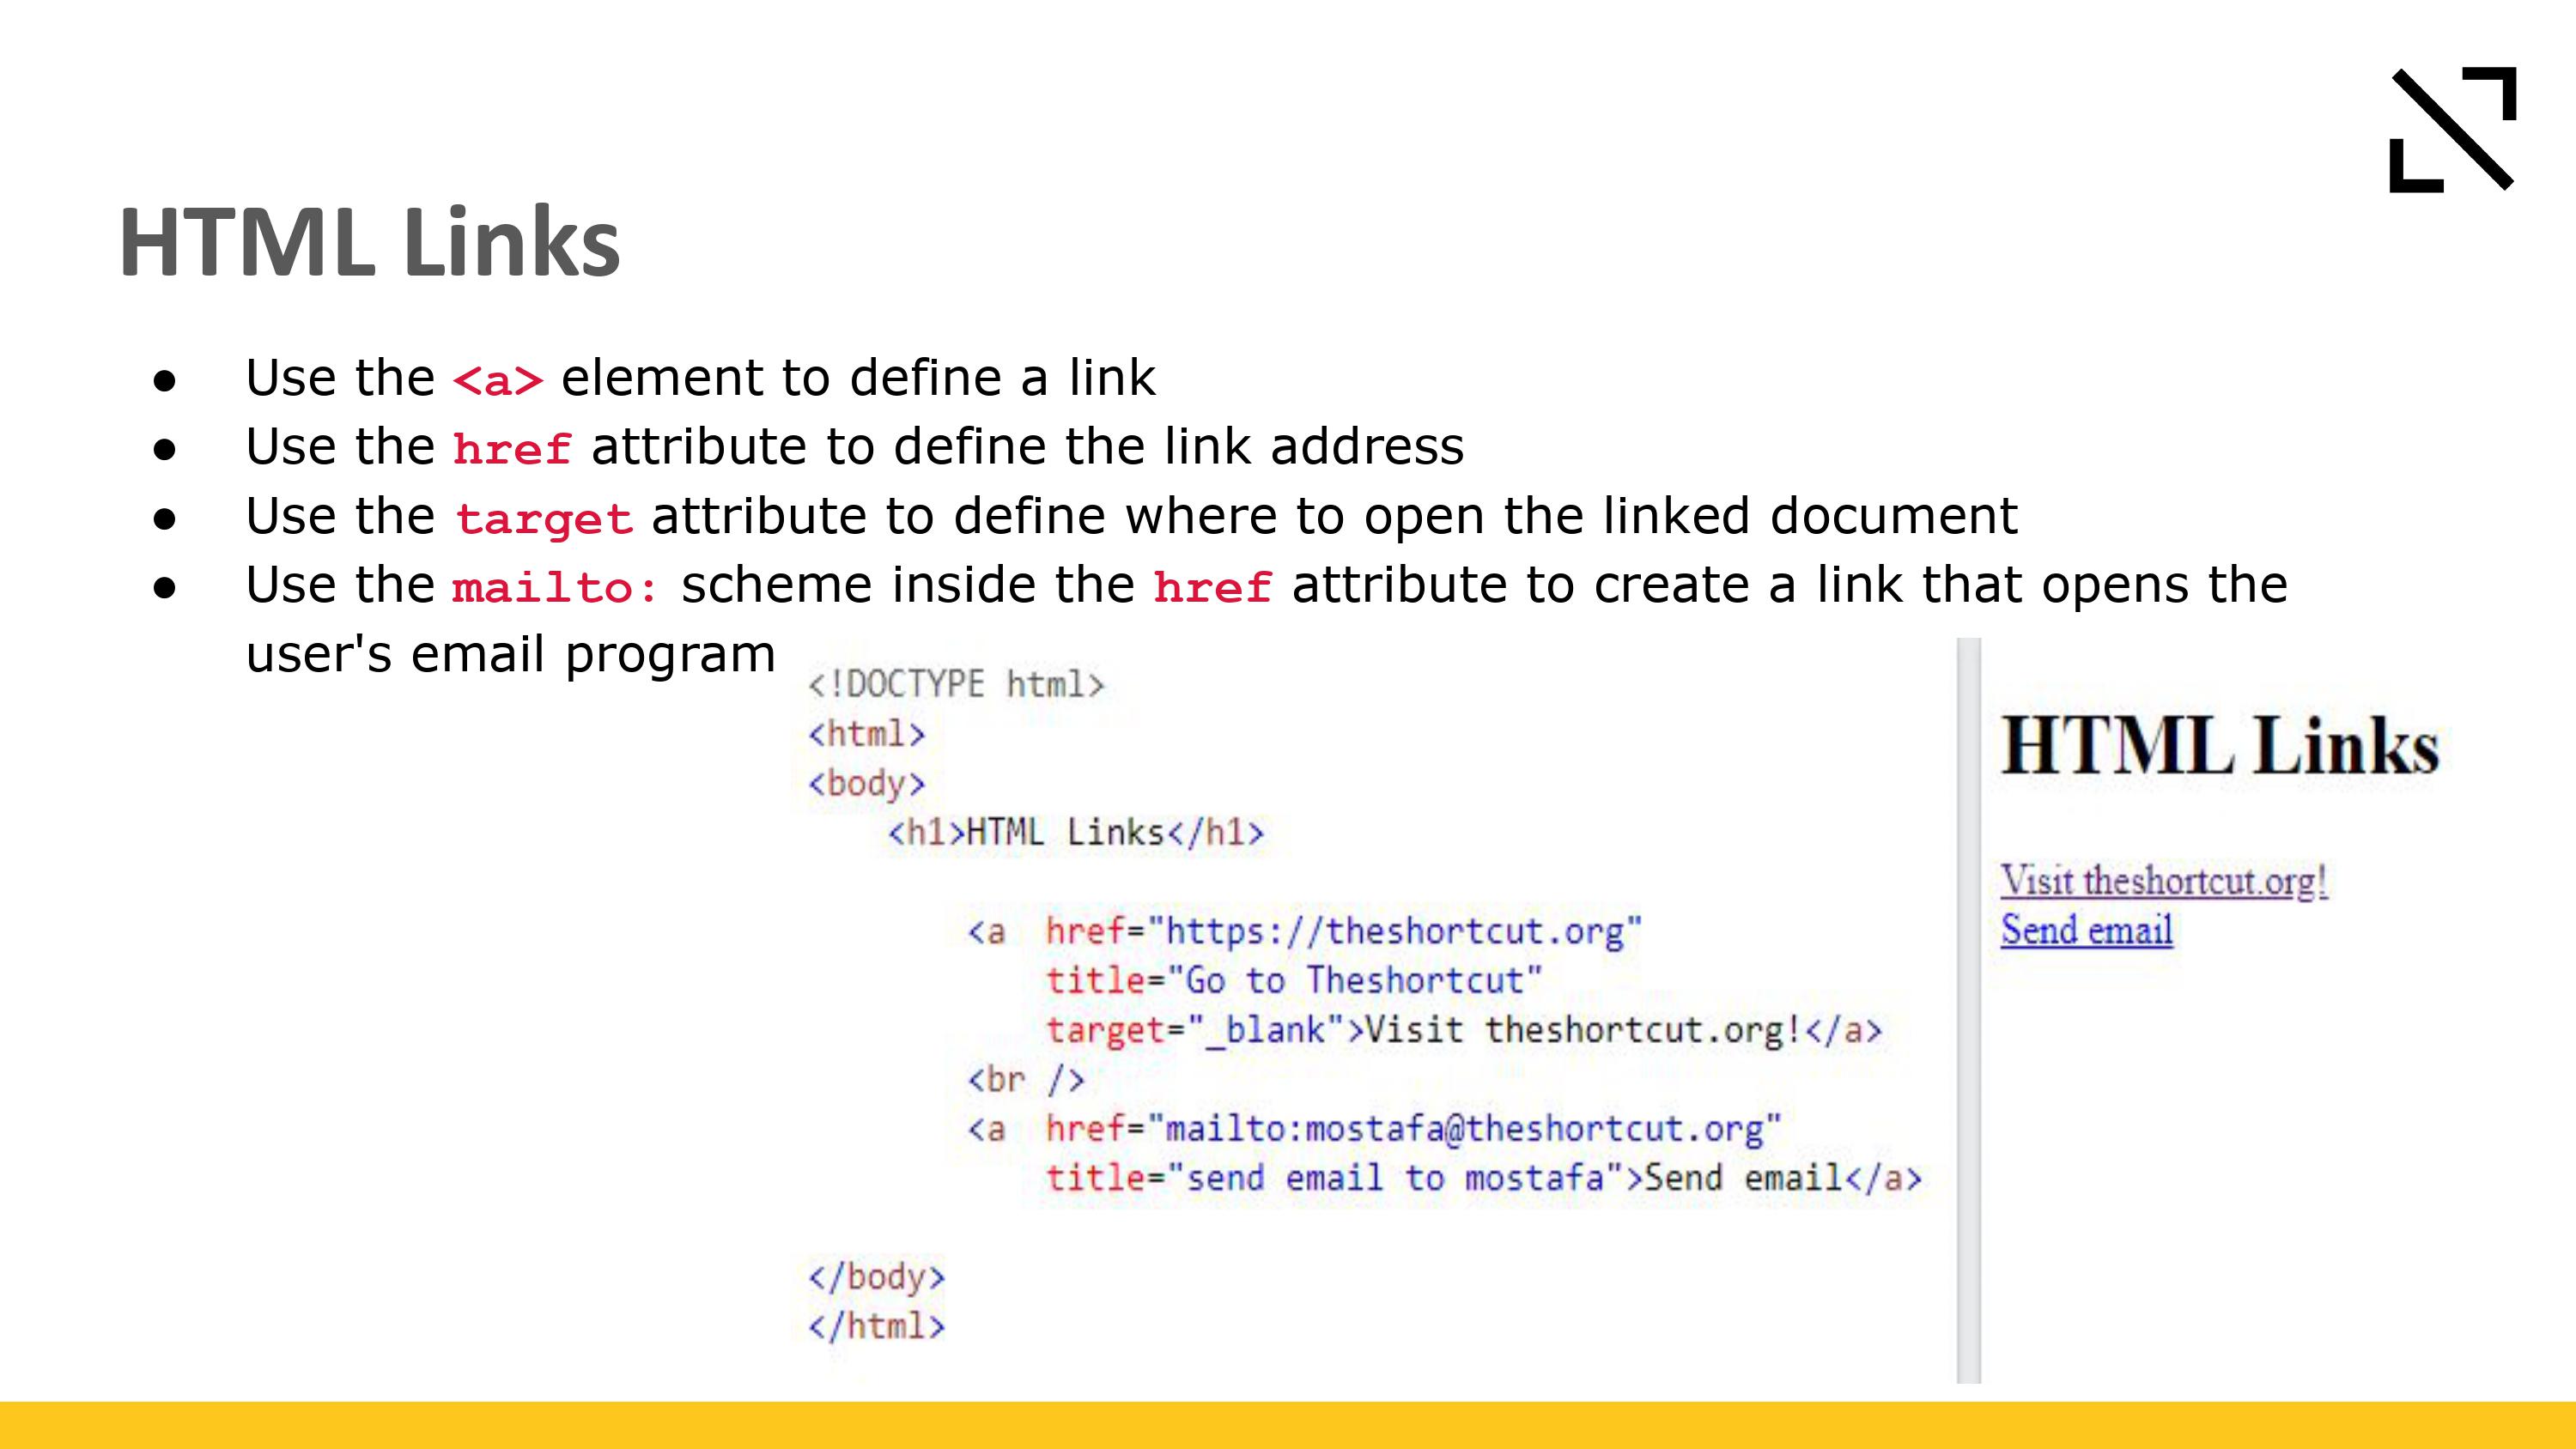 HTML Links
● Use the <a> element to define a link
● Use the href attribute to define the link address
● Use the target attribute to define where to open the linked document
● Use the mailto: scheme inside the href attribute to create a link that opens the
user's email program
<!DOCTYPE html>
<html>
<body>
<h1>HTML Links</h1>
<a href="https://theshortcut.org"
title="Go to Theshortcut"
target="_blank">Visit theshortcut.org!</a>
<br />
<a href="mailto:mostafa@theshortcut.org"
title="send email to mostafa">Send email</a>
</body>
</html>
HTML Links
Visit theshortcut.org!
Send email